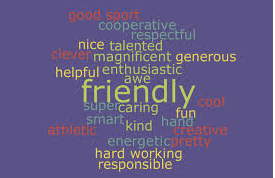 good sport
cooperative
respectful
nice talented
clever magnificent generous
helpful enthusiastic
awe
friendly
super caring cool
fun
smart kind hand
athletic creative
energetic pretty
hard working
responsible